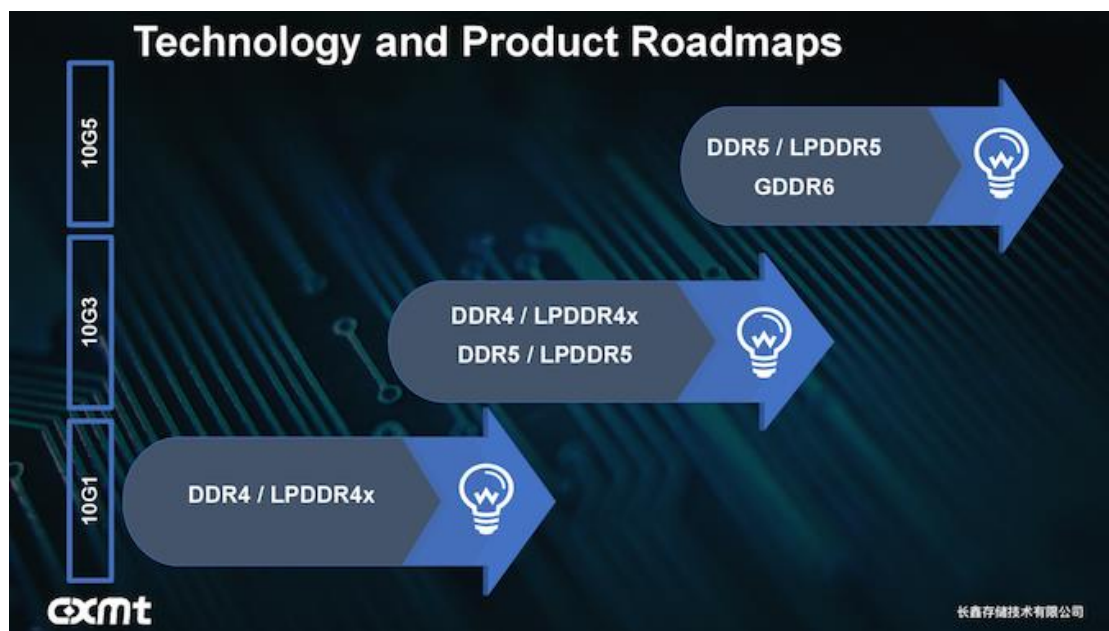 Technology and Product Roadmaps
10G5
DDR5 / LPDDR5
GDDR6
10G3
DDR4 / LPDDR4x
DDR5 / LPDDR5
10G1
DDR4 / LPDDR4x
cxmt
长鑫存储技术有限公司